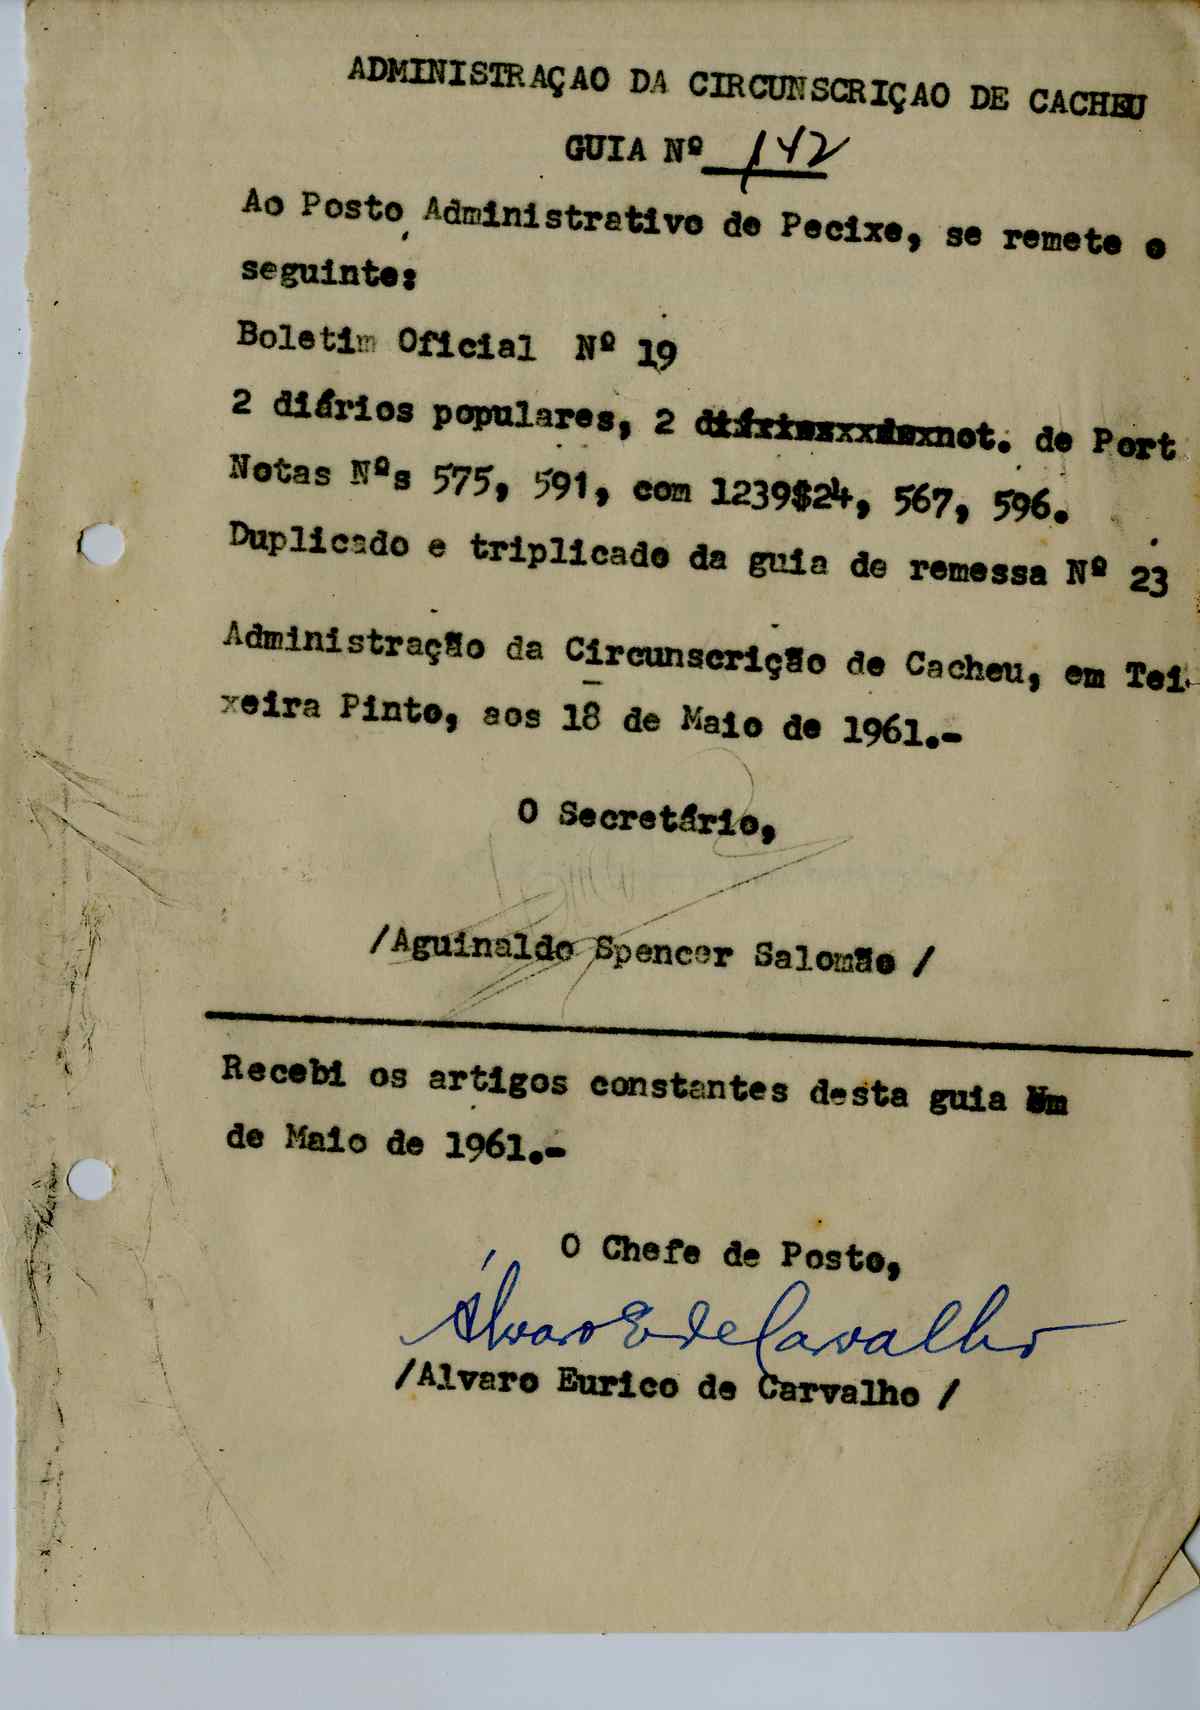 ADMINISTRAÇAO DA CIRCUNSCRIÇAO DE CACHEU
GUIA Nº 142
Ao Posto Administrativo de Pecixe, se remete o
seguinte:
Boletim Oficial Nº 19
2 diários populares, 2 not. de Port
Notas Nºs 575, 591, com 1239$24, 567, 596.
Duplicado e triplicado da guia de remessa Nº 23
Administração da Circunscrição de Cacheu, em Tei-
xeira Pinto, aos 18 de Maio de 1961.-
O Secretário,
/Aguinaldo Spencer Salomão /
Recebi os artigos constantes desta guia Em
de Maio de 1961.-
O Chefe de Posto,
Álvaro E de Carvalho
/Alvaro Eurico de Carvalho /